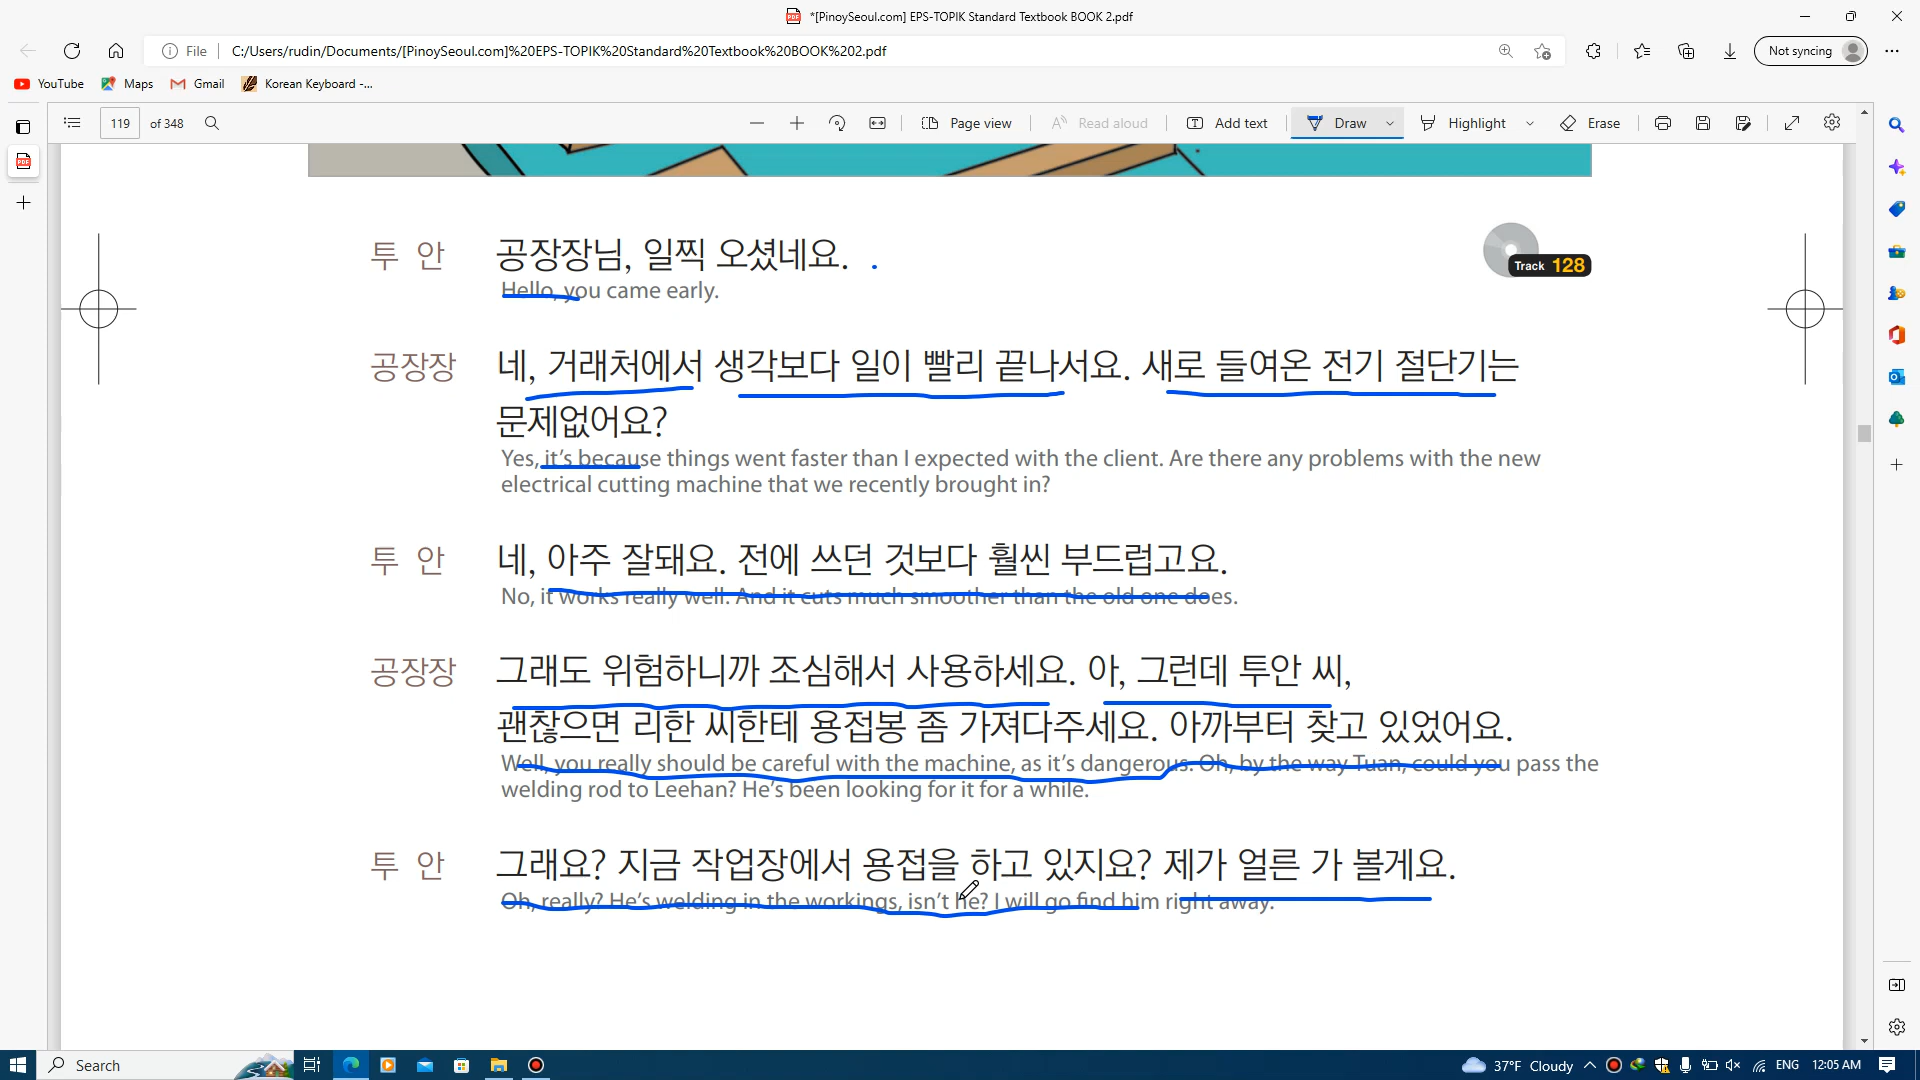 *[PinoySeoul.com] EPS-TOPIK Standard Textbook BOOK 2.pdf
File
C:/Users/rudin/Documents/[PinoySeoul.com]%20EPS-TOPIK%20Standard%20Textbook%20BOOK%202.pdf
Not syncing
YouTube
Maps
Gmail
Korean Keyboard -...
119
of 348
Page view
Read aloud
Add text
Draw
Highlight
Erase
투 안
공장장님, 일찍 오셨네요.
Track 128
Hello, you came early.
공장장
네, 거래처에서 생각보다 일이 빨리 끝나서요. 새로 들여온 전기 절단기는
문제없어요?
Yes, it's because things went faster than I expected with the client. Are there any problems with the new
electrical cutting machine that we recently brought in?
투 안
네, 아주 잘돼요. 전에 쓰던 것보다 훨씬 부드럽고요.
No, it works really well. And it cuts much smoother than the old one does.
공장장
그래도 위험하니까 조심해서 사용하세요. 아, 그런데 투안 씨,
괜찮으면 리한 씨한테 용접봉 좀 가져다주세요. 아까부터 찾고 있었어요.
Well, you really should be careful with the machine, as it's dangerous. Oh, by the way Tuan, could you pass the
welding rod to Leehan? He's been looking for it for a while.
투 안
그래요? 지금 작업장에서 용접을 하고 있지요? 제가 얼른 가 볼게요.
Oh, really? He's welding in the workings, isn't he? I will go find him right away.
Search
37°F Cloudy
ENG
12:05 AM